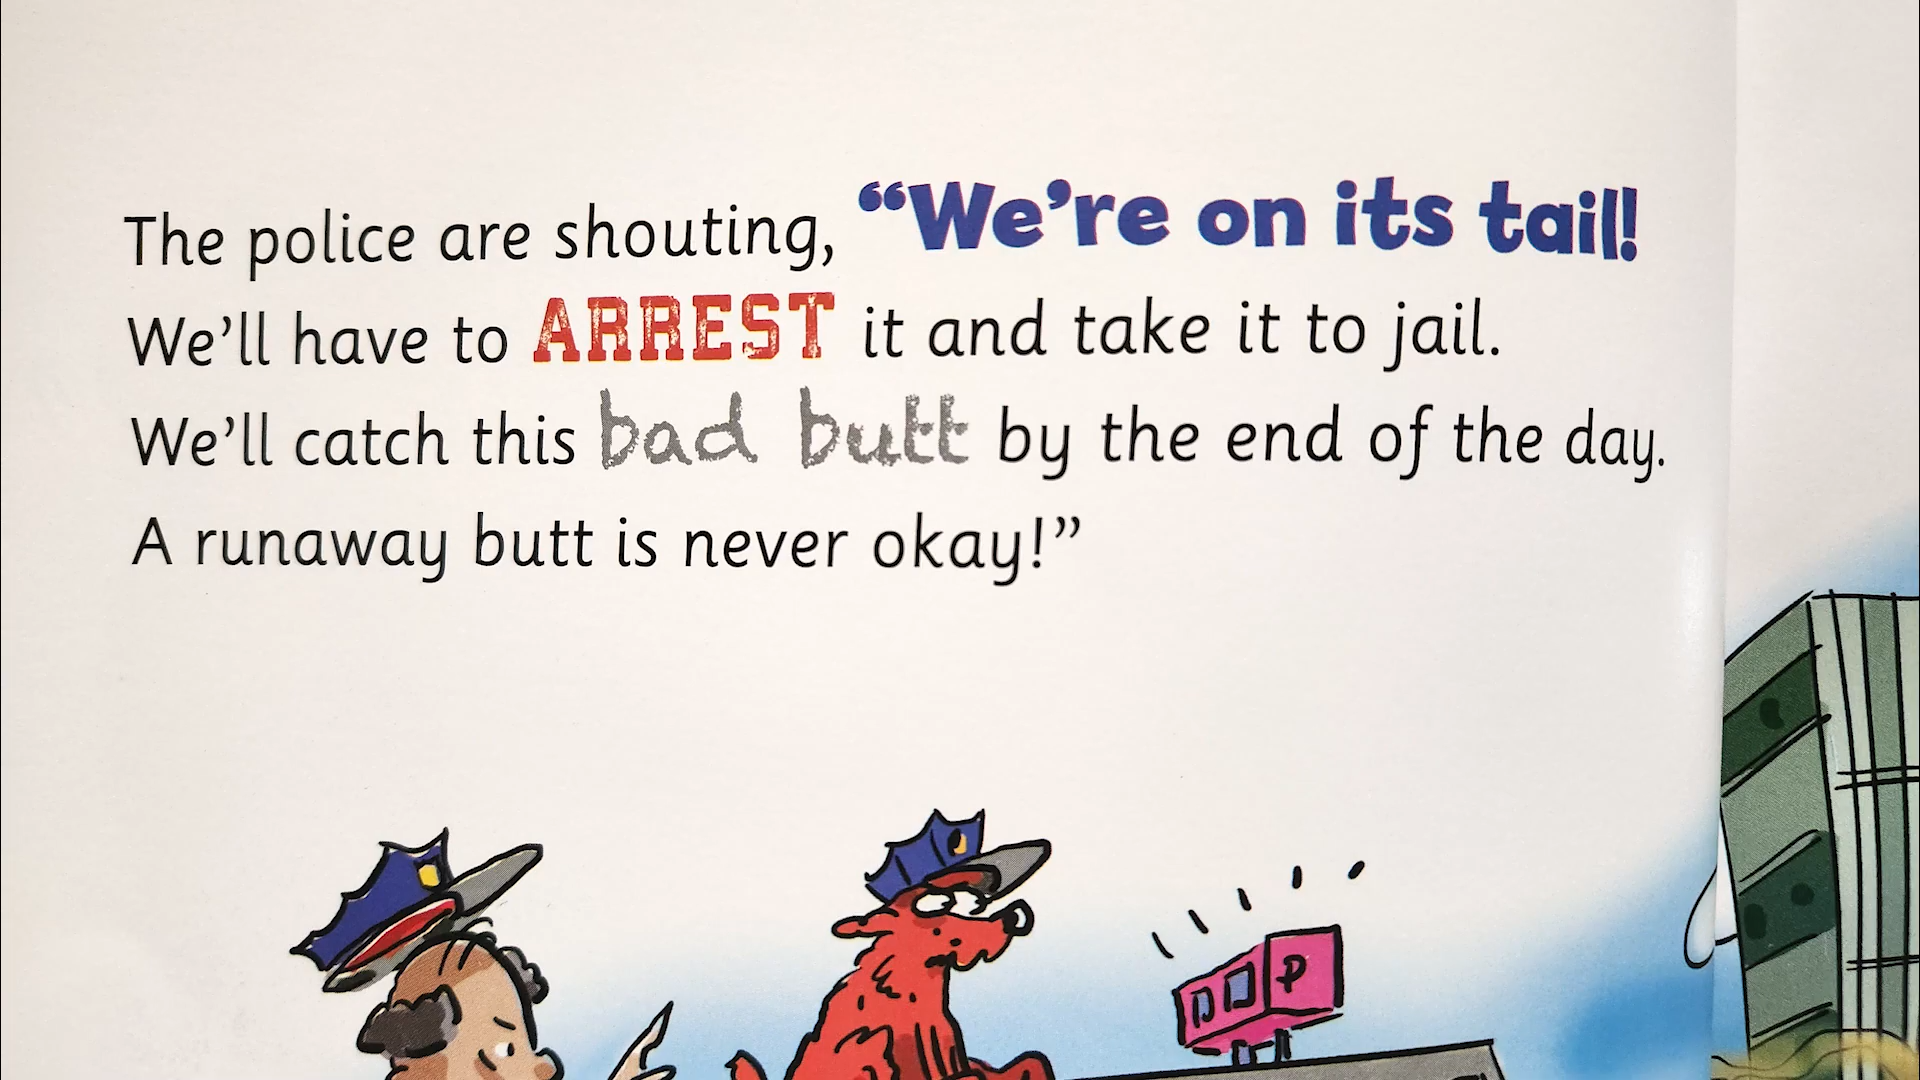 The police are shouting, “We’re on its tail!
We’ll have to ARREST it and take it to jail.
We’ll catch this bad butt by the end of the day.
A runaway butt is never okay!”
P